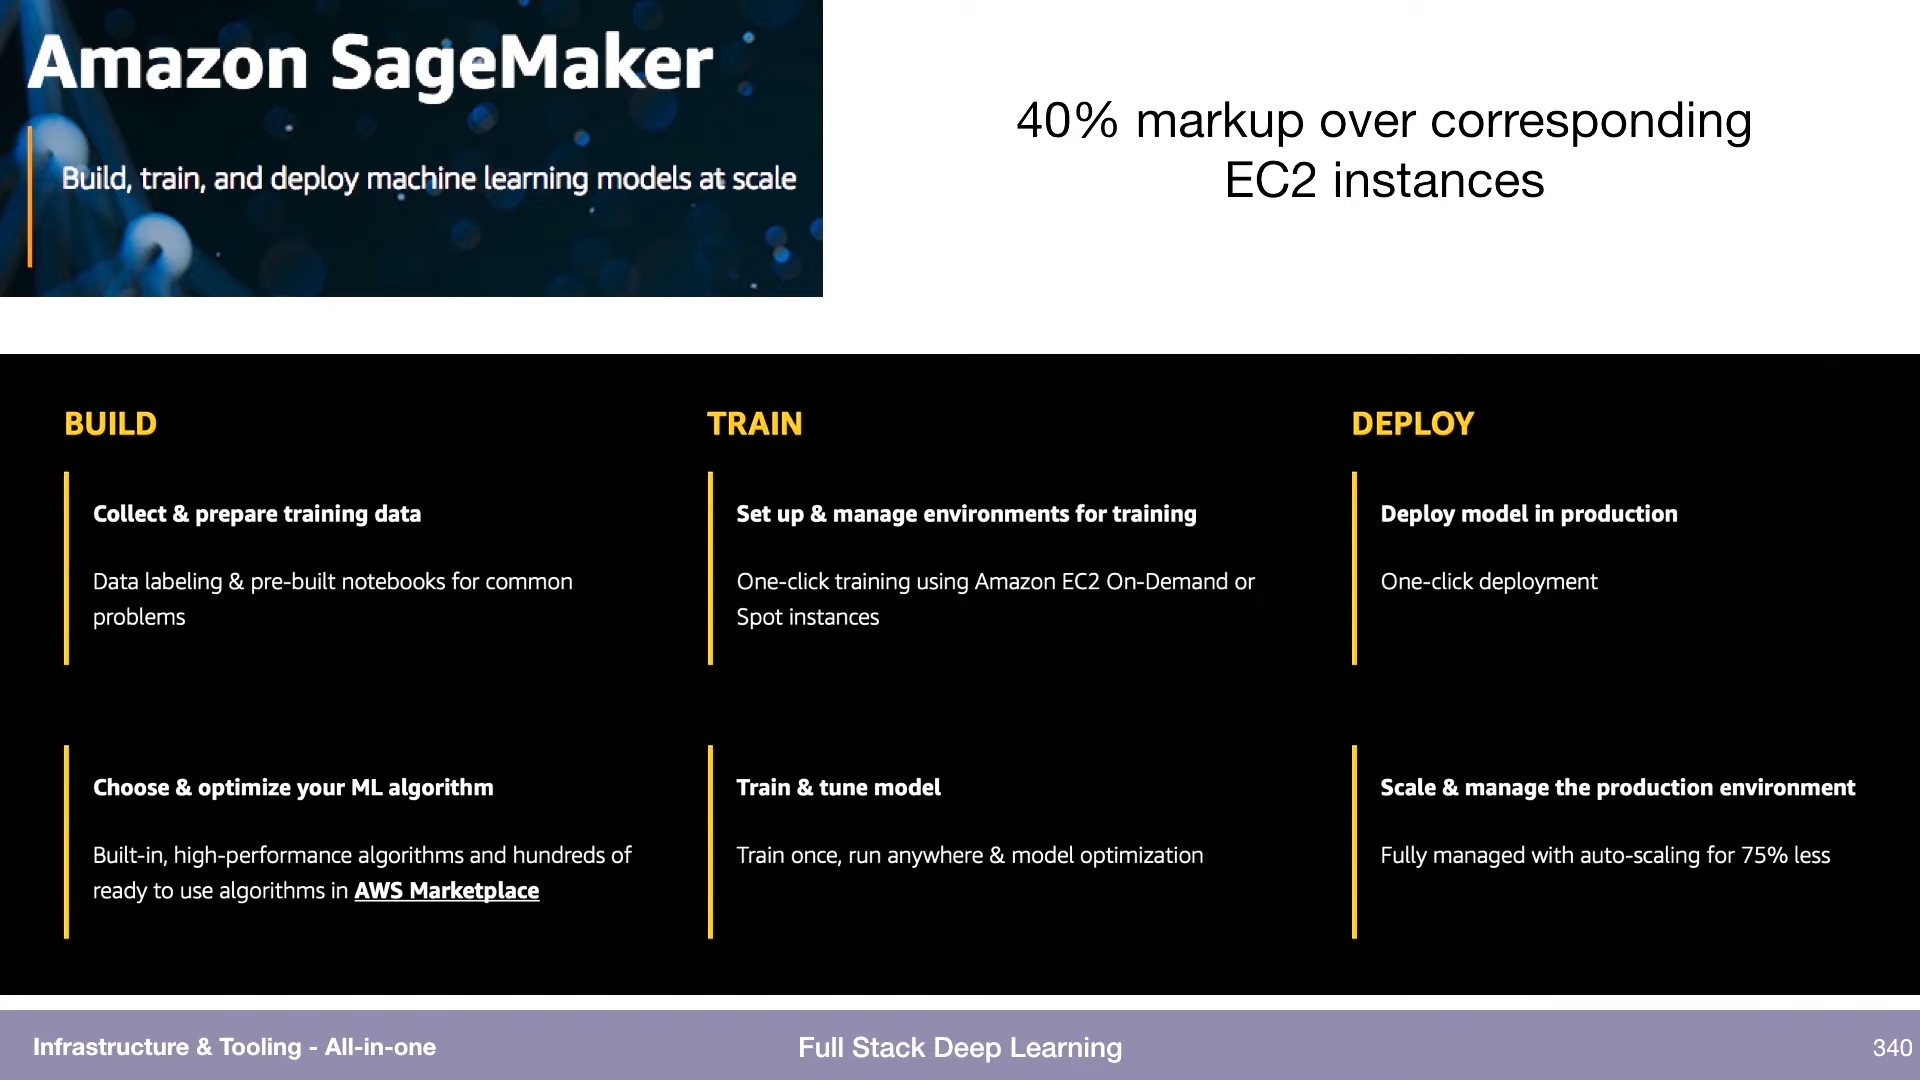 Amazon SageMaker
Build, train, and deploy machine learning models at scale
40% markup over corresponding
EC2 instances
BUILD
Collect & prepare training data
Data labeling & pre-built notebooks for common
problems
Choose & optimize your ML algorithm
Built-in, high-performance algorithms and hundreds of
ready to use algorithms in AWS Marketplace
TRAIN
Set up & manage environments for training
One-click training using Amazon EC2 On-Demand or
Spot instances
Train & tune model
Train once, run anywhere & model optimization
DEPLOY
Deploy model in production
One-click deployment
Scale & manage the production environment
Fully managed with auto-scaling for 75% less
Infrastructure & Tooling - All-in-one
Full Stack Deep Learning
340